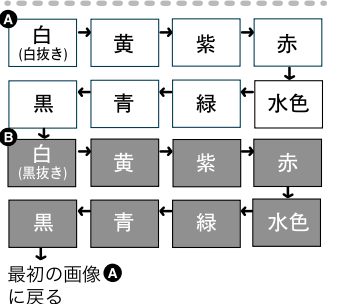 A
白 黄 紫 赤
(白抜き)
黒 青 緑 水色
B
白 黄 紫 赤
(黒抜き)
黒 青 緑 水色
最初の画像A
に戻る